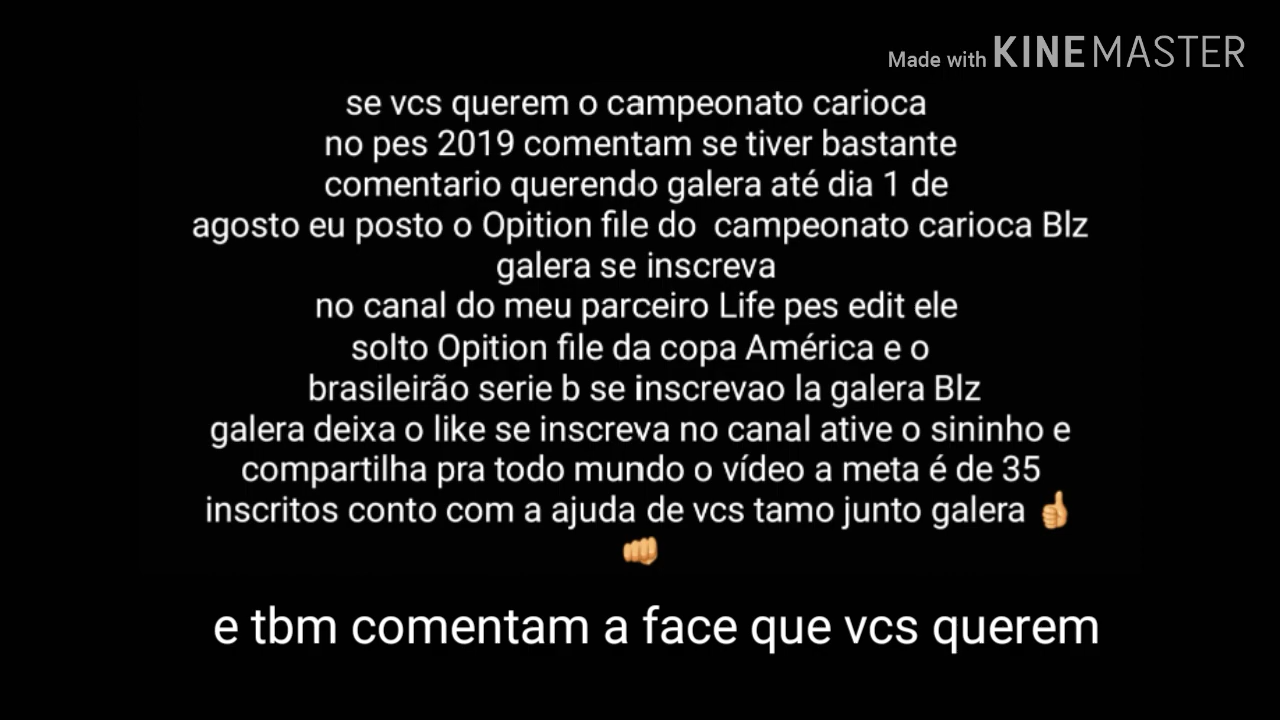 Made with KINEMASTER
se vcs querem o campeonato carioca
no pes 2019 comentam se tiver bastante
comentario querendo galera até dia 1 de
agosto eu posto o Opition file do campeonato carioca Blz
galera se inscreva
no canal do meu parceiro Life pes edit ele
solto Opition file da copa América e o
brasileirão serie b se inscrevao la galera Blz
galera deixa o like se inscreva no canal ative o sininho e
compartilha pra todo mundo o vídeo a meta é de 35
inscritos conto com a ajuda de vcs tamo junto galera 👍
👊
e tbm comentam a face que vcs querem